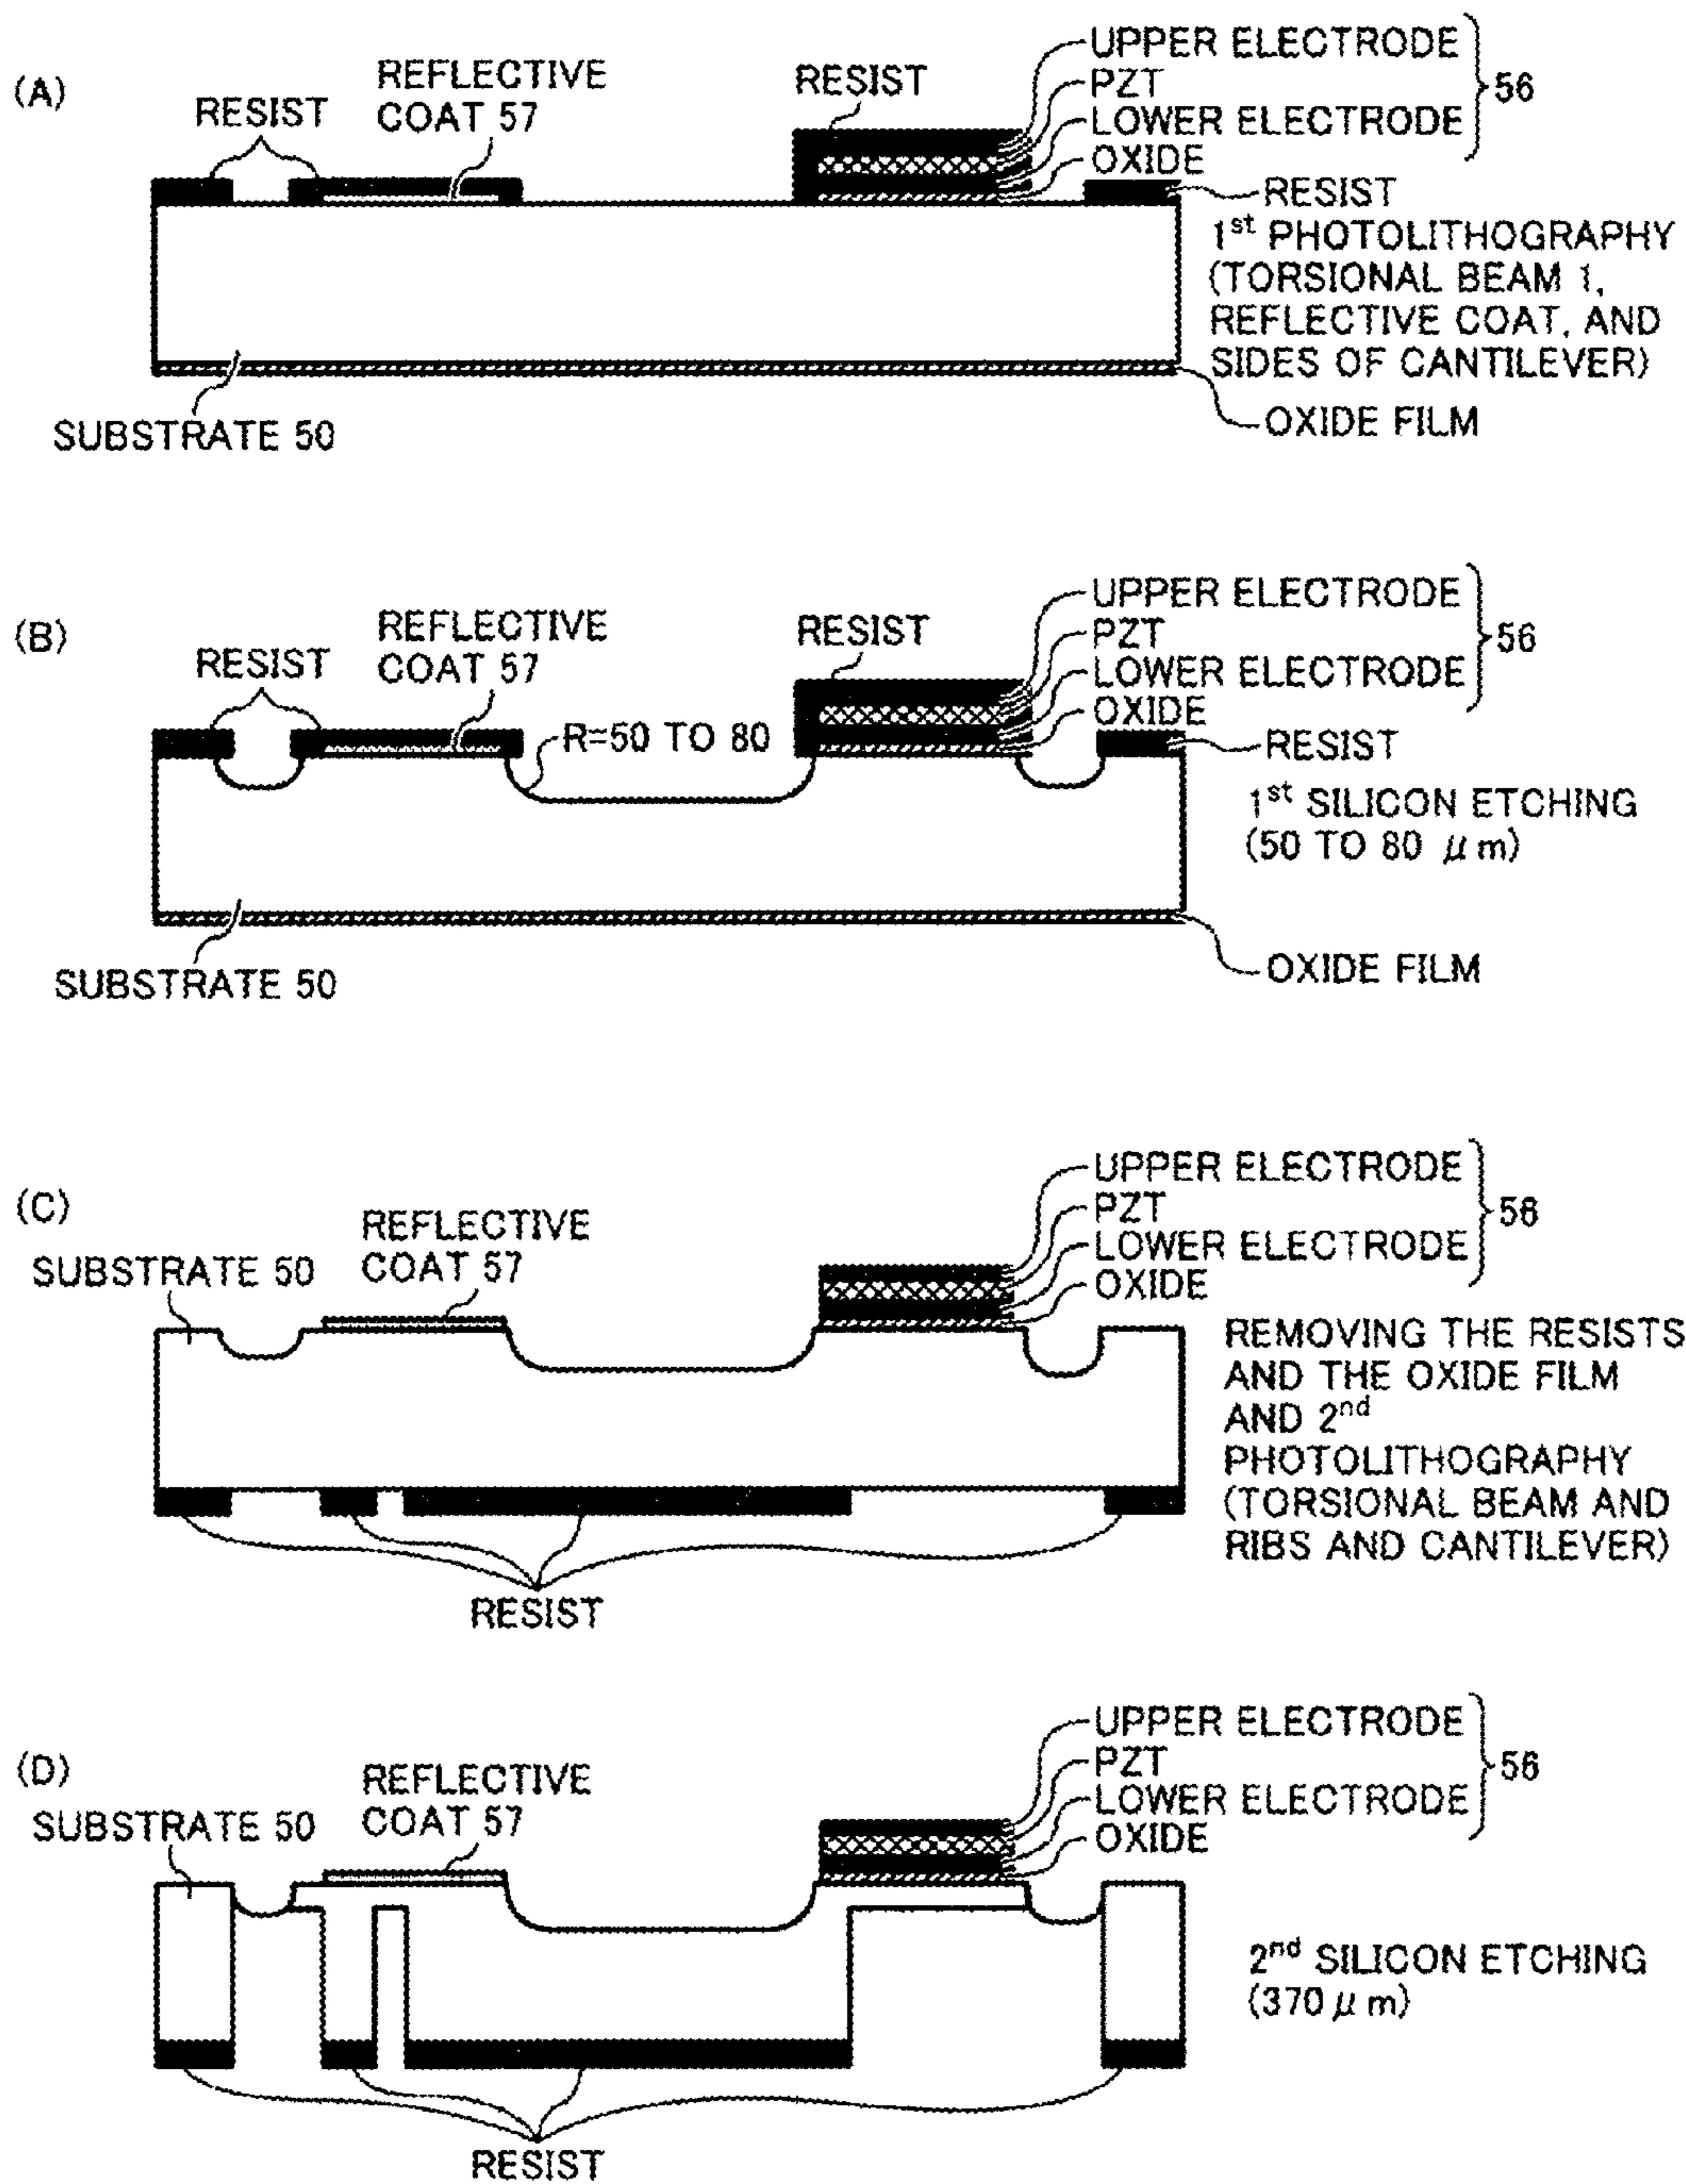 (A)
REFLECTIVE
COAT 57
RESIST
RESIST
UPPER ELECTRODE
PZT
LOWER ELECTRODE
OXIDE
56
RESIST
1st PHOTOLITHOGRAPHY
(TORSIONAL BEAM 1,
REFLECTIVE COAT, AND
SIDES OF CANTILEVER)
OXIDE FILM
SUBSTRATE 50
(B)
REFLECTIVE
COAT 57
RESIST
RESIST
UPPER ELECTRODE
PZT
LOWER ELECTRODE
OXIDE
56
R=50 TO 80
RESIST
1st SILICON ETCHING
(50 TO 80 μm)
OXIDE FILM
SUBSTRATE 50
(C)
SUBSTRATE 50
REFLECTIVE
COAT 57
UPPER ELECTRODE
PZT
LOWER ELECTRODE
OXIDE
56
REMOVING THE RESISTS
AND THE OXIDE FILM
AND 2nd
PHOTOLITHOGRAPHY
(TORSIONAL BEAM AND
RIBS AND CANTILEVER)
RESIST
(D)
SUBSTRATE 50
REFLECTIVE
COAT 57
UPPER ELECTRODE
PZT
LOWER ELECTRODE
OXIDE
56
2nd SILICON ETCHING
(370 μm)
RESIST